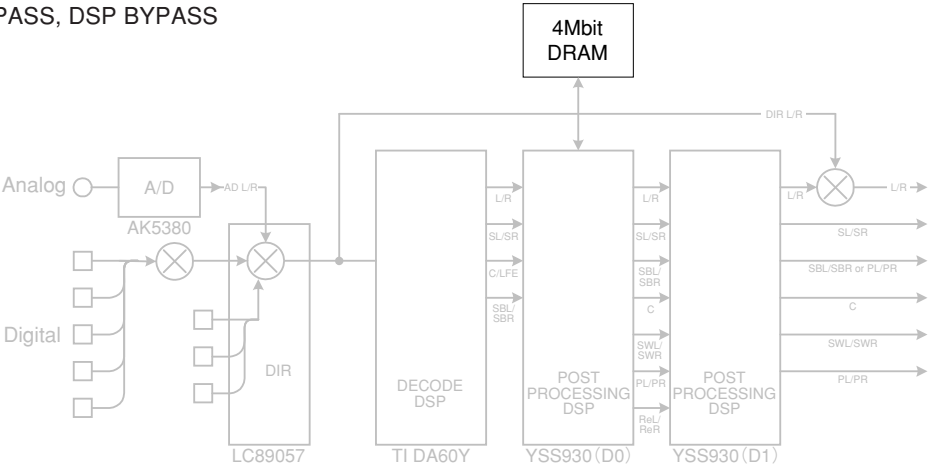 PASS, DSP BYPASS
4Mbit
DRAM
DIR L/R
Analog
A/D
AD L/R
AK5380
L/R
L/R
L/R
L/R
SL/SR
SL/SR
SL/SR
C/LFE
SBL/
SBR
SBL/SBR or PL/PR
SBL/
SBR
C
C
Digital
SWL/
SWR
SWL/SWR
DIR
PL/PR
PL/PR
DECODE
DSP
POST
PROCESSING
DSP
POST
PROCESSING
DSP
ReL/
ReR
LC89057
TI DA60Y
YSS930(D0)
YSS930(D1)